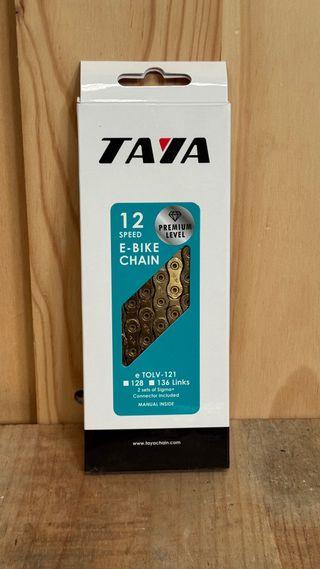 TAYA
12
SPEED
E-BIKE
CHAIN
PREMIUM
LEVEL
e TOLV-121
128 136 Links
2 sets of Sigma+
Connector included
MANUAL INSIDE
www.tayachain.com